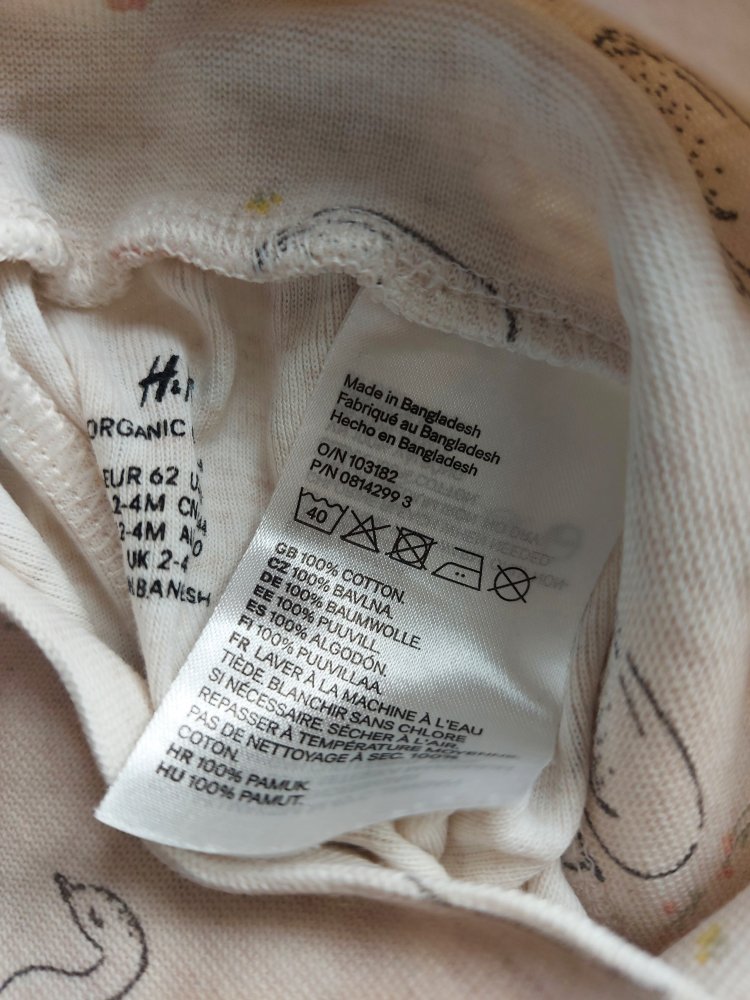 H&M
ORGANIC
EUR 62 U
2-4M CN
2-4M A
UK 2-4
Made in Bangladesh
Fabriqué au Bangladesh
Hecho en Bangladesh
O/N 103182
P/N 0814299 3
40
GB 100% COTTON.
CZ 100% BAVLNA.
DE 100% BAUMWOLLE.
EE 100% PUUVILL.
ES 100% ALGODÓN.
FI 100% PUUVILLAA.
FR LAVER À LA MACHINE À L'EAU
TIÈDE. BLANCHIR SANS CHLORE
SI NÉCESSAIRE. SÉCHER À L'AIR.
REPASSER À TEMPÉRATURE MOYENNE.
PAS DE NETTOYAGE À SEC. 100%
COTON.
HR 100% PAMUK.
HU 100% PAMUT.